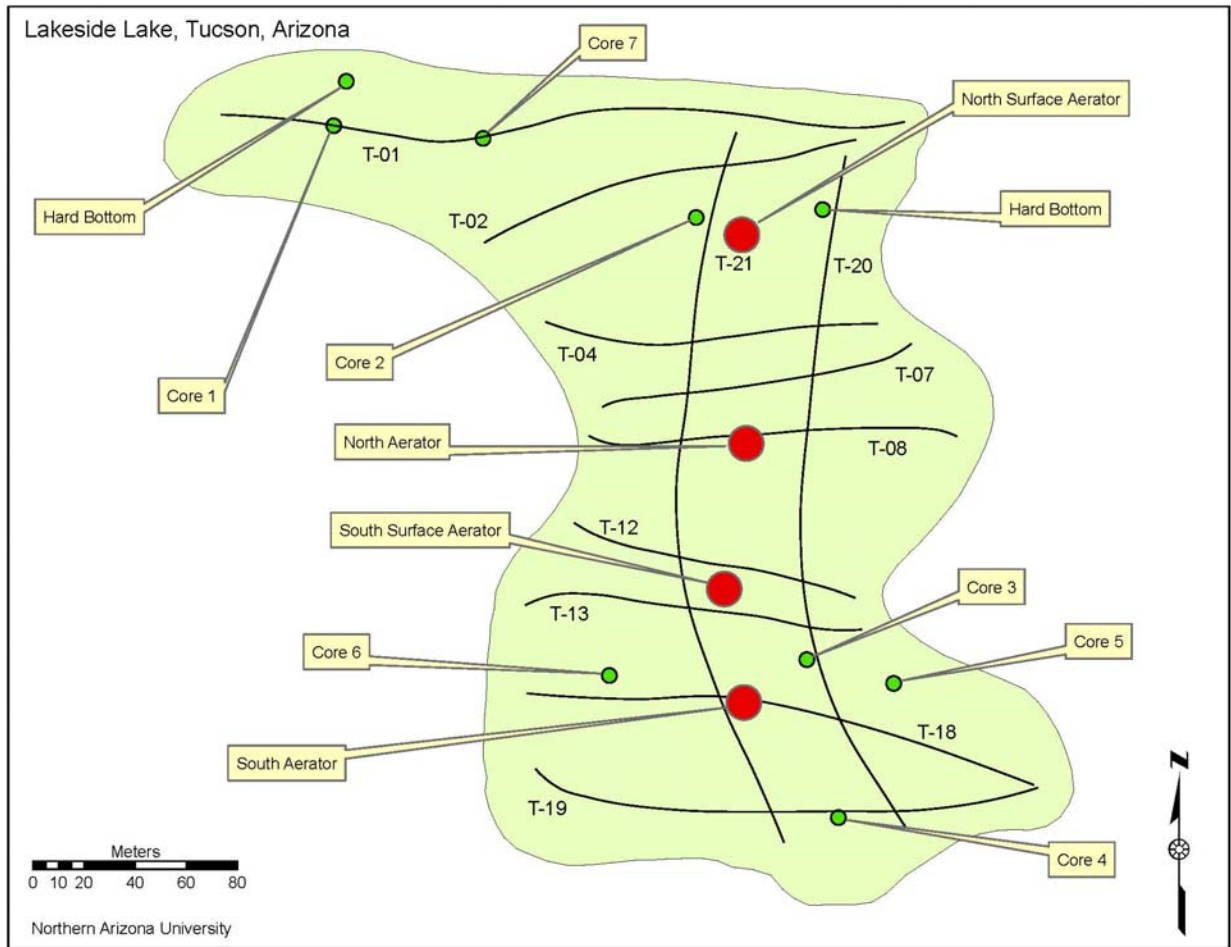 Lakeside Lake, Tucson, Arizona
Core 7
North Surface Aerator
T-01
Hard Bottom
T-02
Hard Bottom
T-21
T-20
Core 2
T-04
Core 1
T-07
North Aerator
T-08
South Surface Aerator
T-12
Core 3
T-13
Core 6
Core 5
T-18
South Aerator
T-19
N
Meters
0 10 20 40 60 80
Core 4
Northern Arizona University